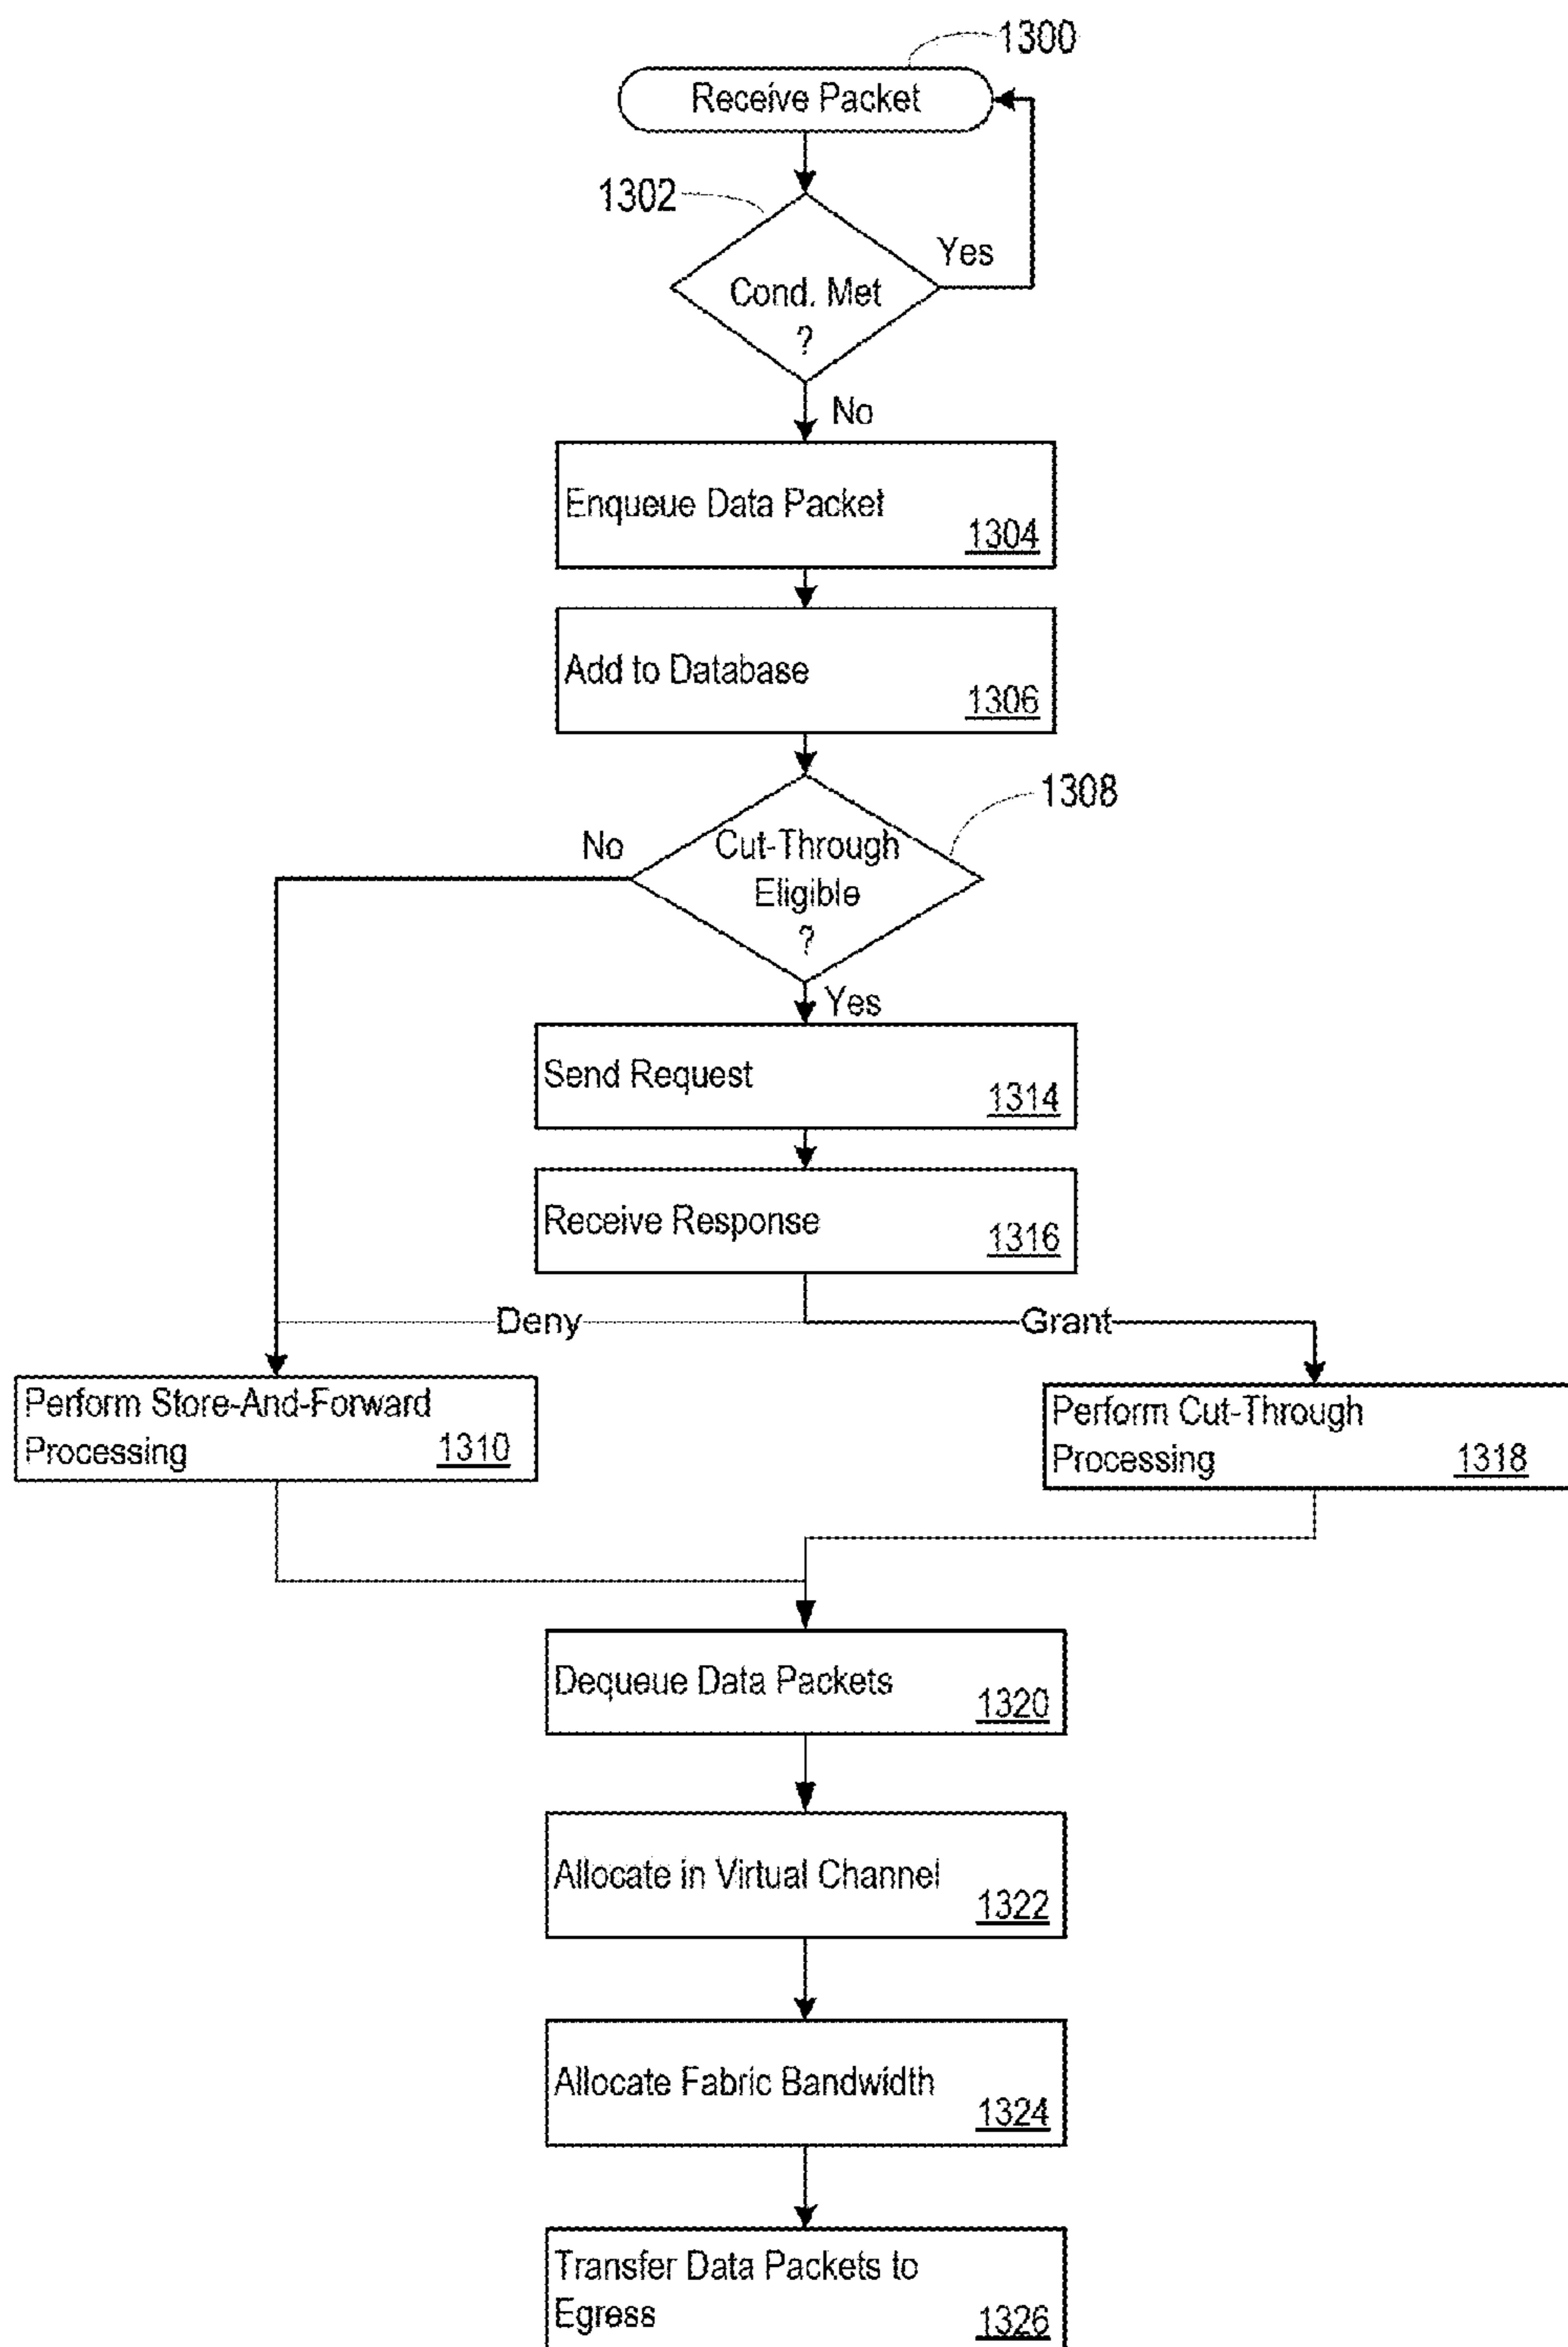 1300
Receive Packet
1302
Yes
Cond. Met
?
No
Enqueue Data Packet
1304
Add to Database
1306
1308
No
Cut-Through
Eligible
?
Yes
Send Request
1314
Receive Response
1316
Deny
Grant
Perform Store-And-Forward
Processing 1310
Perform Cut-Through
Processing 1318
Dequeue Data Packets
1320
Allocate in Virtual Channel
1322
Allocate Fabric Bandwidth
1324
Transfer Data Packets to
Egress 1326